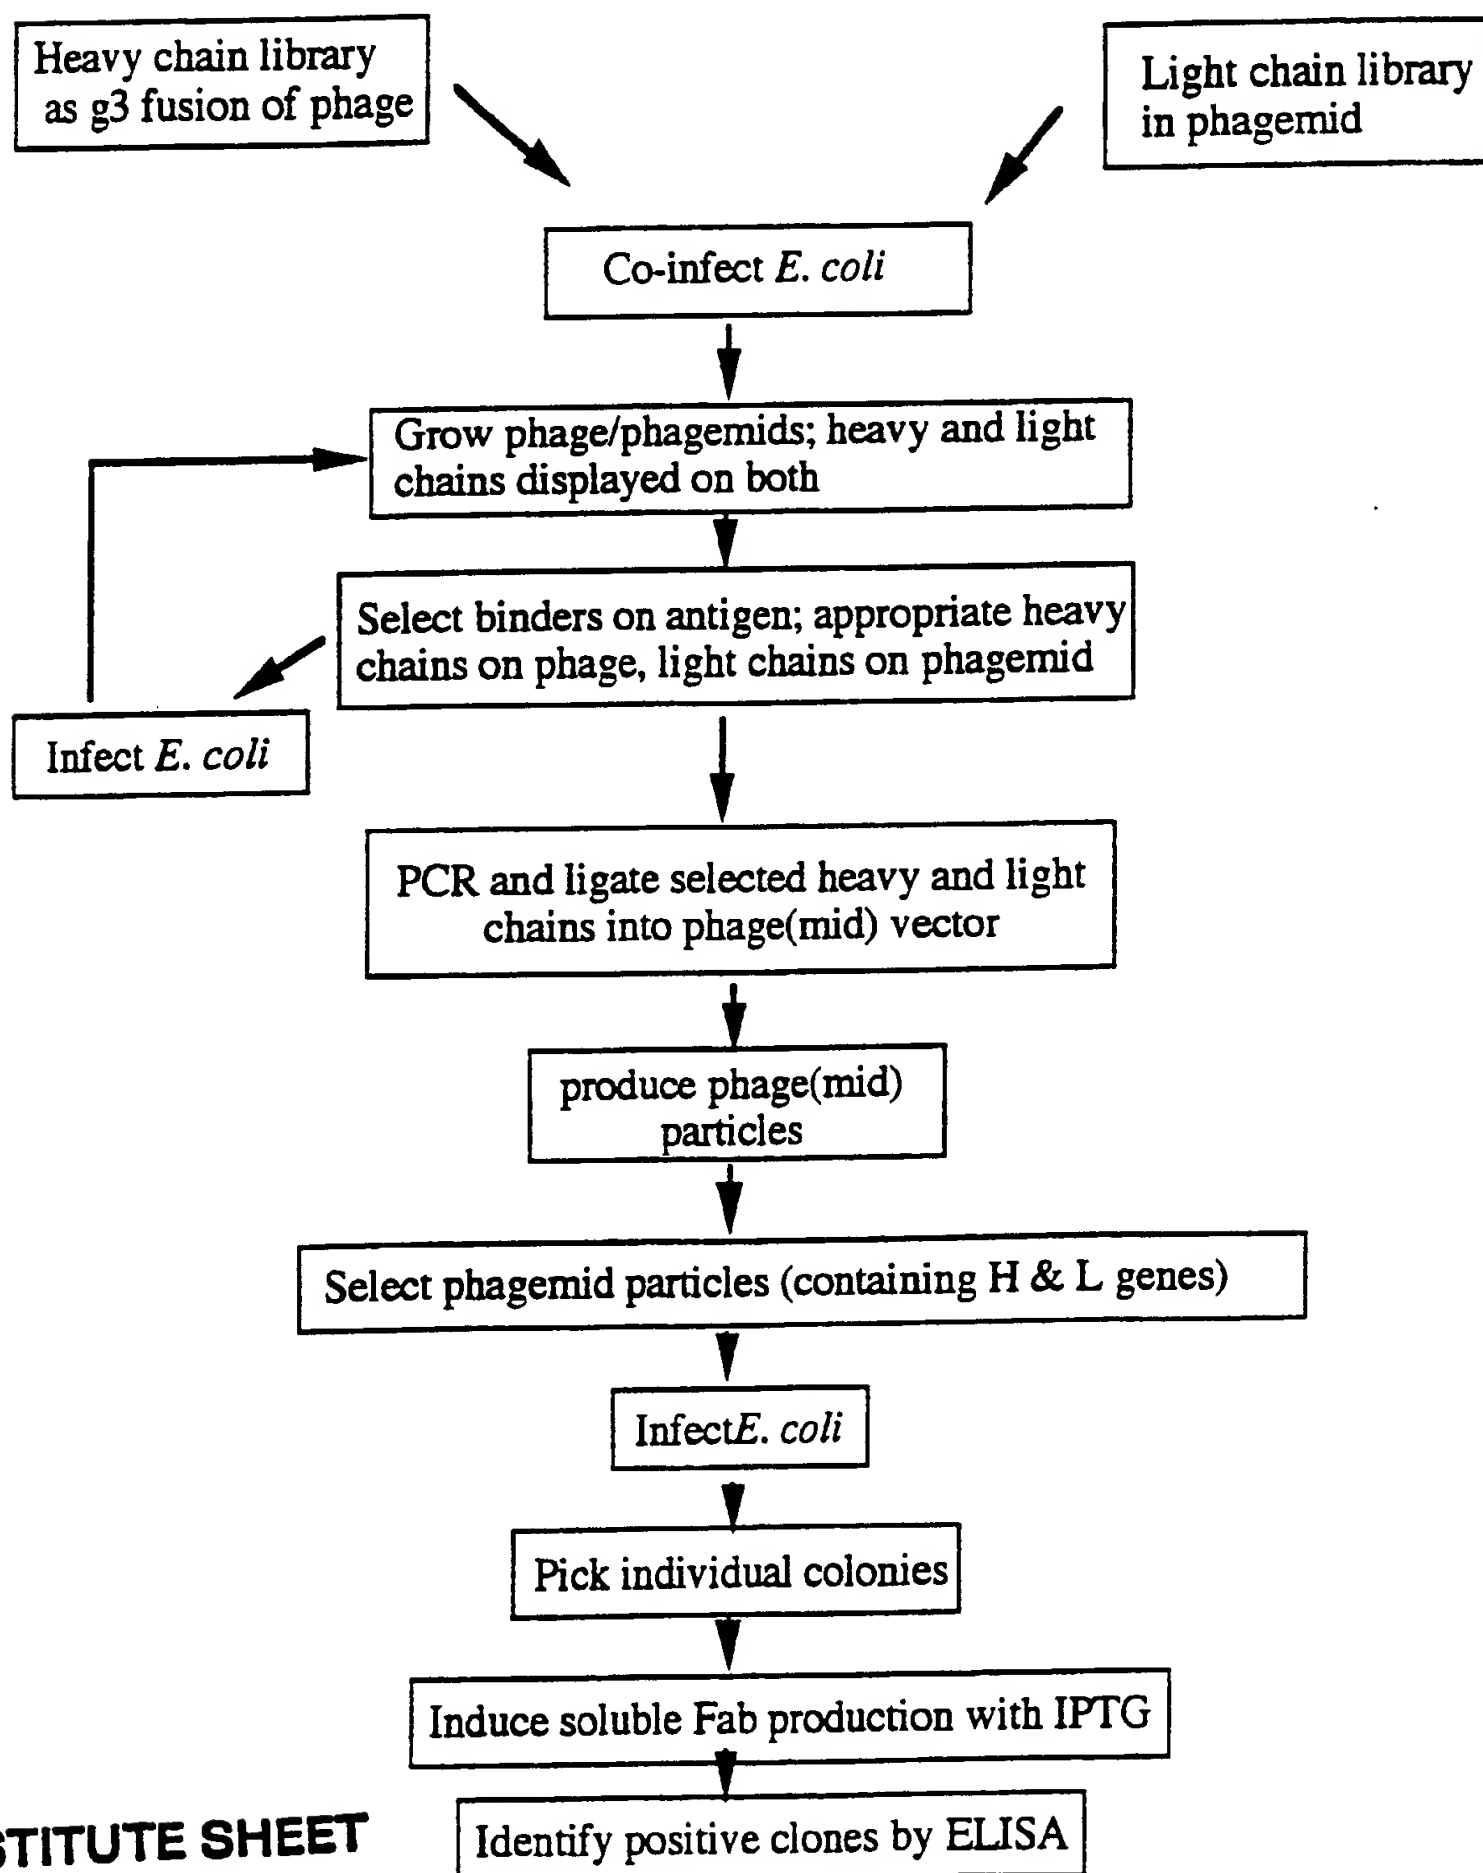 Heavy chain library
as g3 fusion of phage
Light chain library
in phagemid
Co-infect E. coli
Grow phage/phagemids; heavy and light
chains displayed on both
Select binders on antigen; appropriate heavy
chains on phage, light chains on phagemid
Infect E. coli
PCR and ligate selected heavy and light
chains into phage(mid) vector
produce phage(mid)
particles
Select phagemid particles (containing H & L genes)
InfectE. coli
Pick individual colonies
Induce soluble Fab production with IPTG
Identify positive clones by ELISA
STITUTE SHEET